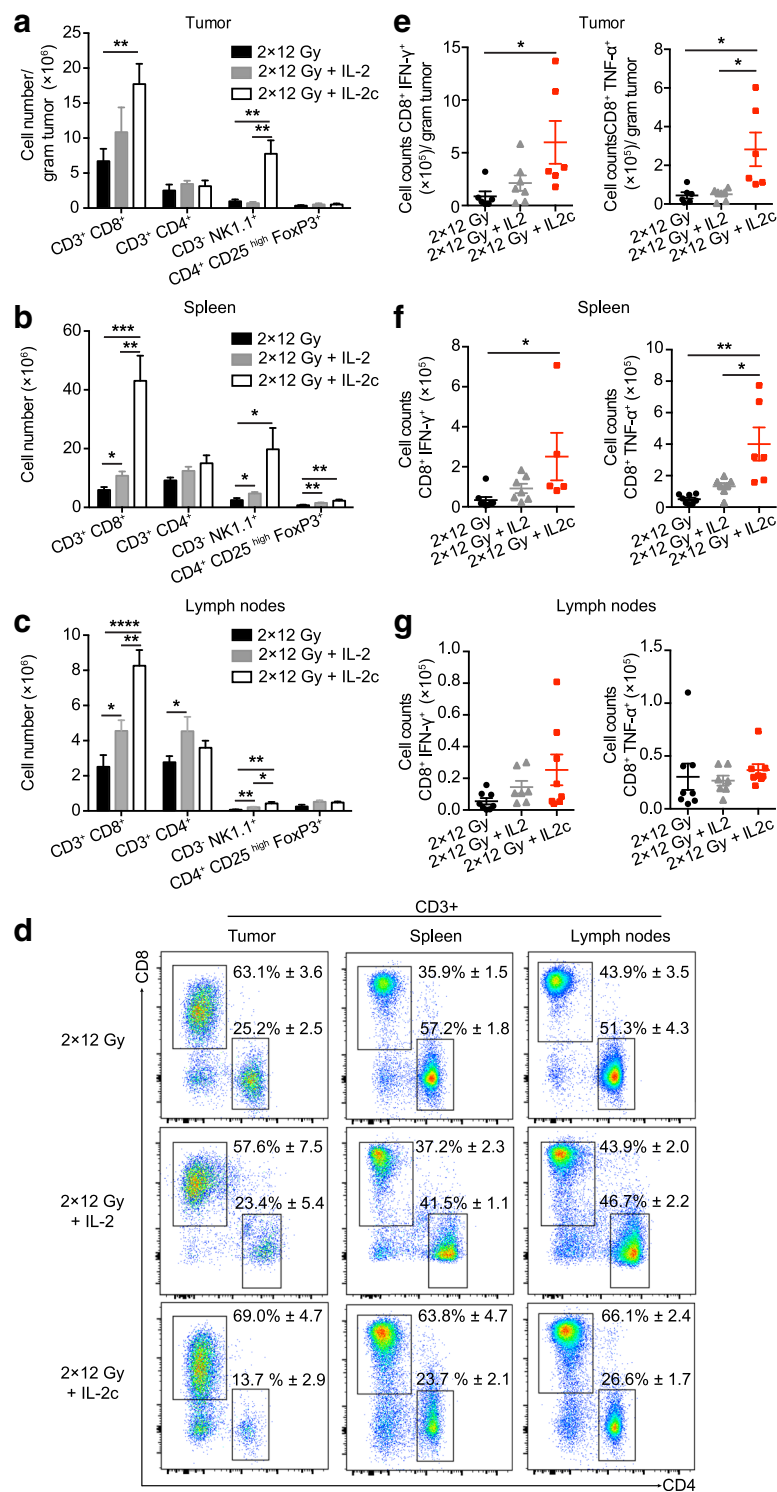 a
Tumor
Cell number/
gram tumor (×10⁶)
25
20
15
10
5
0
**
**
**
2×12 Gy
2×12 Gy + IL-2
2×12 Gy + IL-2c
CD3⁺ CD8⁺
CD3⁺ CD4⁺
CD3⁻ NK1.1⁺
CD4⁺ CD25 ʰⁱᵍʰ FoxP3⁺
b
Spleen
Cell number (×10⁶)
60
40
20
0
***
**
*
*
*
**
**
2×12 Gy
2×12 Gy + IL-2
2×12 Gy + IL-2c
CD3⁺ CD8⁺
CD3⁺ CD4⁺
CD3⁻ NK1.1⁺
CD4⁺ CD25 ʰⁱᵍʰ FoxP3⁺
c
Lymph nodes
Cell number (×10⁶)
10
8
6
4
2
0
****
**
*
*
**
*
**
2×12 Gy
2×12 Gy + IL-2
2×12 Gy + IL-2c
CD3⁺ CD8⁺
CD3⁺ CD4⁺
CD3⁻ NK1.1⁺
CD4⁺ CD25 ʰⁱᵍʰ FoxP3⁺
e
Tumor
Cell counts CD8⁺ IFN-γ⁺
(×10⁵)/ gram tumor
15
10
5
0
*
2×12 Gy
2×12 Gy + IL2
2×12 Gy + IL2c
Cell countsCD8⁺ TNF-α⁺
(×10⁵)/ gram tumor
8
6
4
2
0
*
*
2×12 Gy
2×12 Gy + IL2
2×12 Gy + IL2c
f
Spleen
Cell counts
CD8⁺ IFN-γ⁺ (×10⁵)
8
6
4
2
0
*
2×12 Gy
2×12 Gy + IL2
2×12 Gy + IL2c
Cell counts
CD8⁺ TNF-α⁺ (×10⁵)
10
8
6
4
2
0
**
*
2×12 Gy
2×12 Gy + IL2
2×12 Gy + IL2c
g
Lymph nodes
Cell counts
CD8⁺ IFN-γ⁺ (×10⁵)
1.0
0.8
0.6
0.4
0.2
0.0
2×12 Gy
2×12 Gy + IL2
2×12 Gy + IL2c
Cell counts
CD8⁺ TNF-α⁺ (×10⁵)
1.5
1.0
0.5
0.0
2×12 Gy
2×12 Gy + IL2
2×12 Gy + IL2c
d
CD3+
CD8
Tumor
Spleen
Lymph nodes
2×12 Gy
63.1% ± 3.6
25.2% ± 2.5
35.9% ± 1.5
57.2% ± 1.8
43.9% ± 3.5
51.3% ± 4.3
2×12 Gy
+ IL-2
57.6% ± 7.5
23.4% ± 5.4
37.2% ± 2.3
41.5% ± 1.1
43.9% ± 2.0
46.7% ± 2.2
2×12 Gy
+ IL-2c
69.0% ± 4.7
13.7 % ± 2.9
63.8% ± 4.7
23.7 % ± 2.1
66.1% ± 2.4
26.6% ± 1.7
CD4